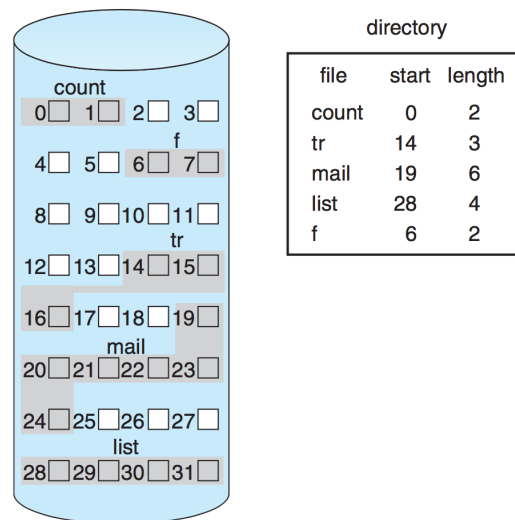 count
0 1 2 3
f
4 5 6 7
8 9 10 11
tr
12 13 14 15
16 17 18 19
mail
20 21 22 23
24 25 26 27
list
28 29 30 31
directory
file start length
count 0 2
tr 14 3
mail 19 6
list 28 4
f 6 2